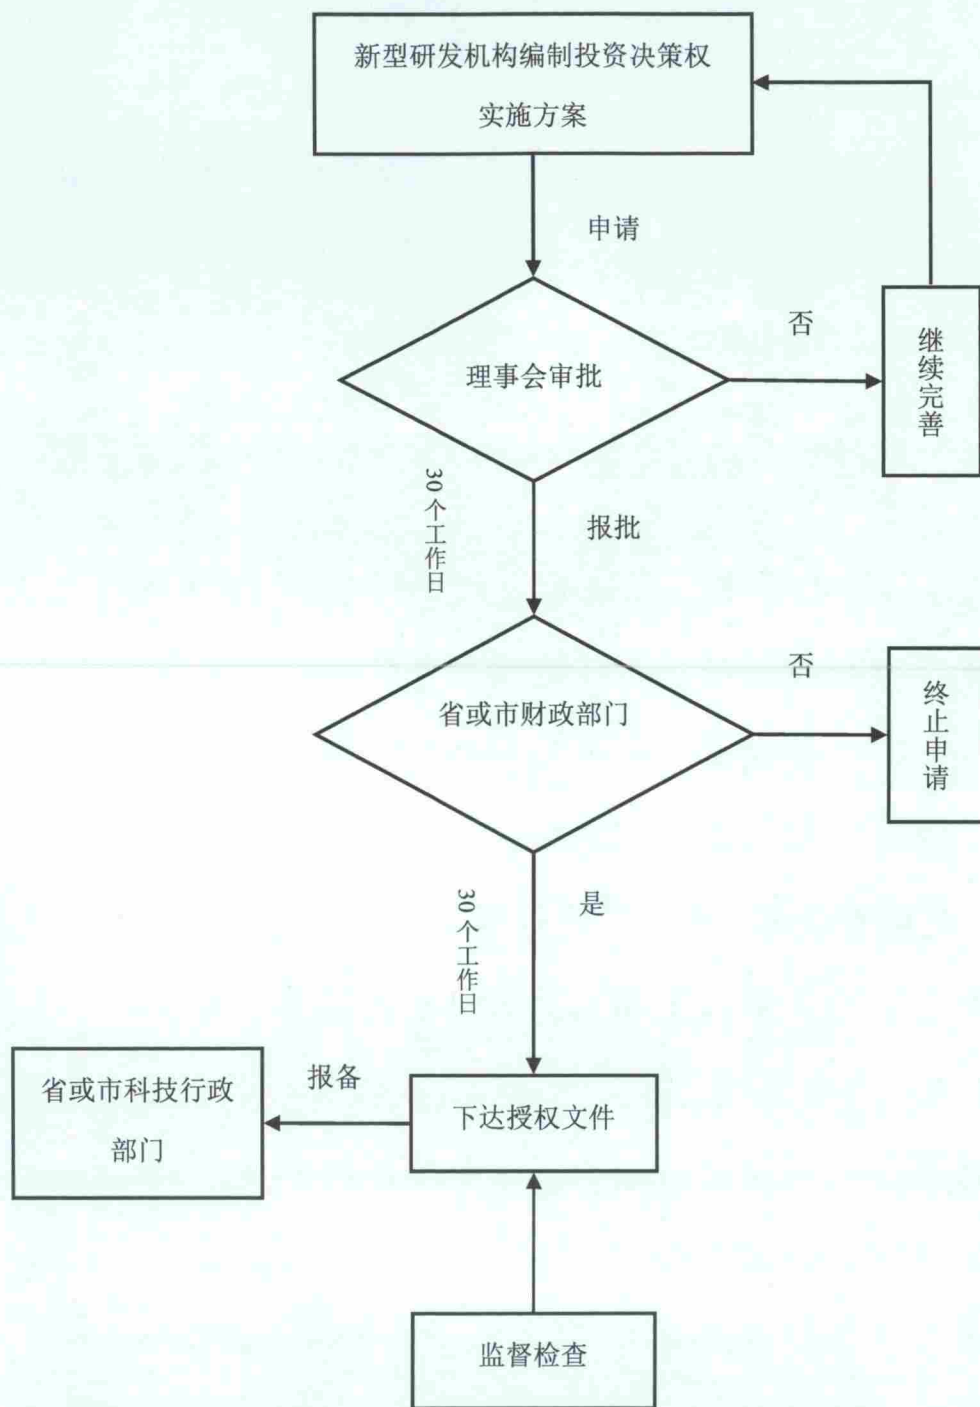 新型研发机构编制投资决策权
实施方案
申请
理事会审批
否
继续完善
30个工作日
报批
省或市财政部门
否
终止申请
30个工作日
是
省或市科技行政
部门
报备
下达授权文件
监督检查